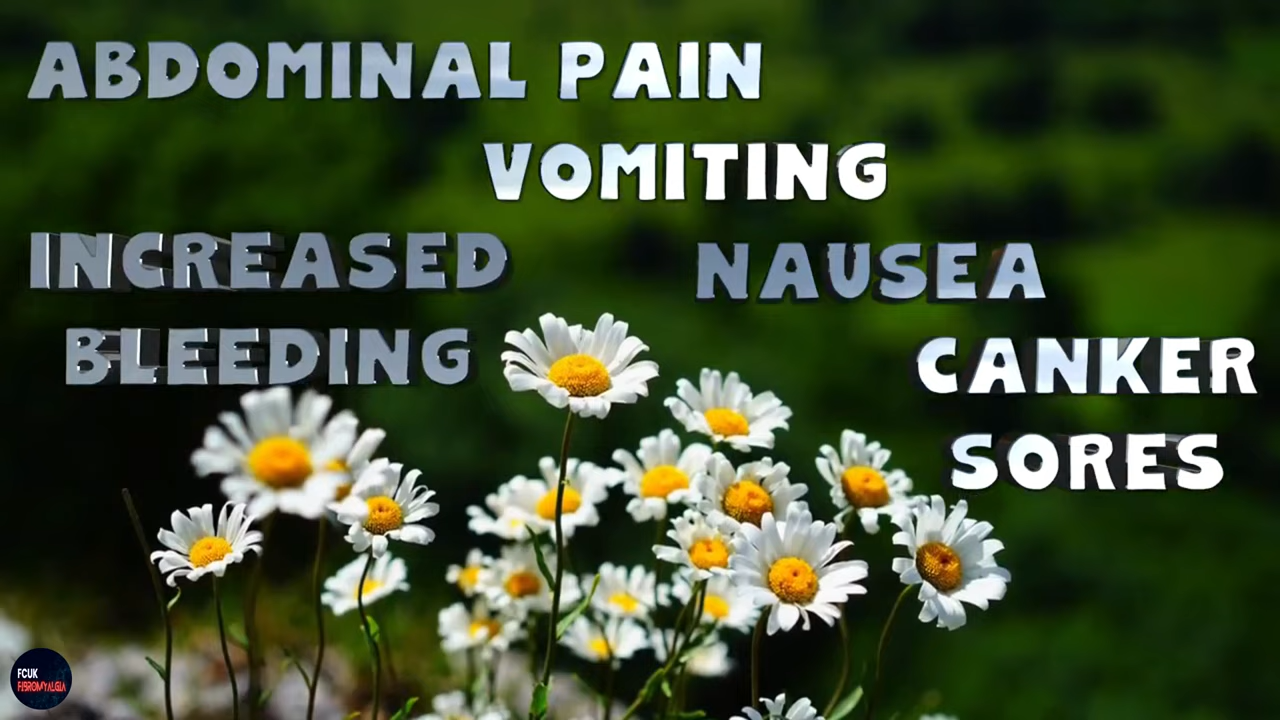 ABDOMINAL PAIN
VOMITING
INCREASED
BLEEDING
NAUSEA
CANKER
SORES
FCUK
FIBROMYALGIA